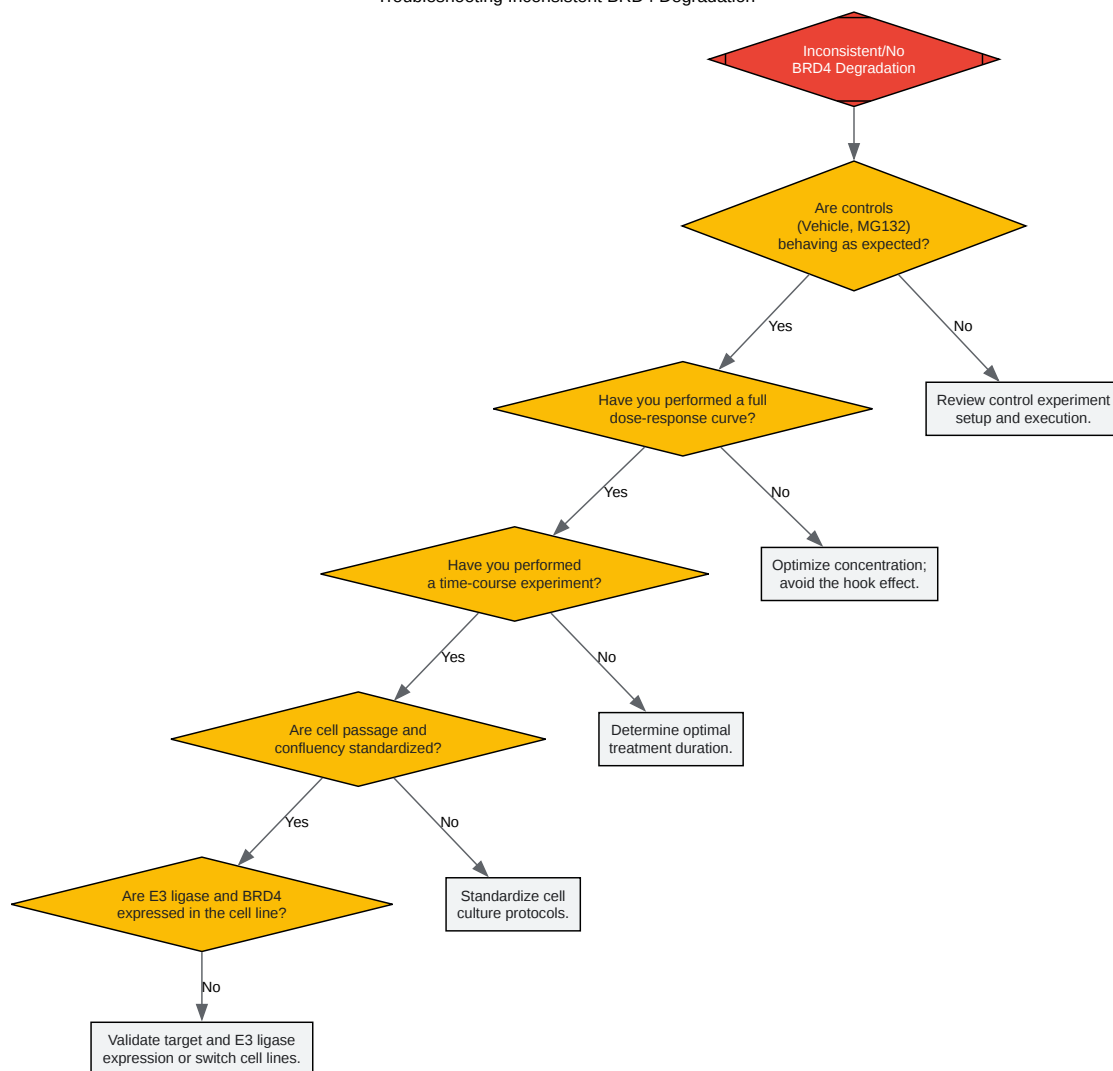 Troubleshooting Inconsistent BRD4 Degradation
Inconsistent/No
BRD4 Degradation
Are controls
(Vehicle, MG132)
behaving as expected?
Yes
No
Have you performed a full
dose-response curve?
Review control experiment
setup and execution.
Yes
No
Have you performed
a time-course experiment?
Optimize concentration;
avoid the hook effect.
Yes
No
Are cell passage and
confluency standardized?
Determine optimal
treatment duration.
Yes
No
Are E3 ligase and BRD4
expressed in the cell line?
Standardize cell
culture protocols.
No
Validate target and E3 ligase
expression or switch cell lines.